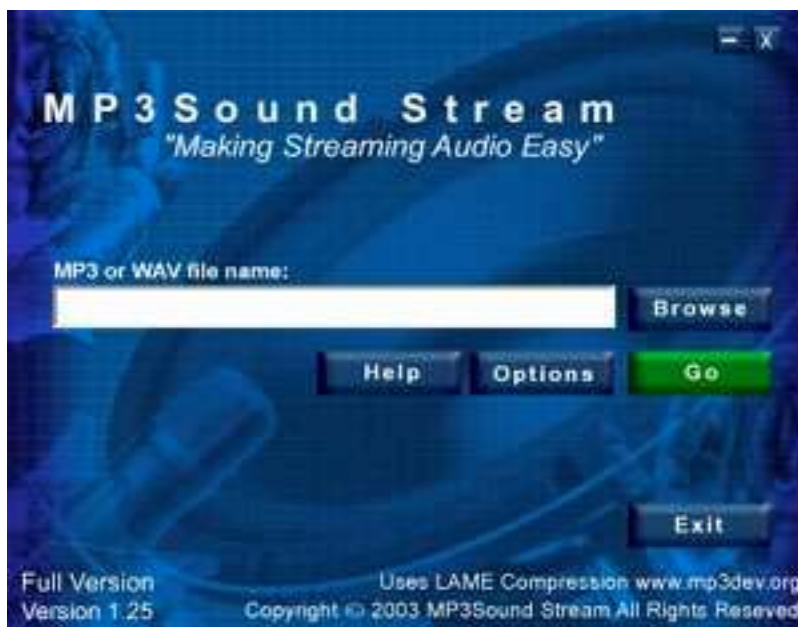 - X
MP3Sound Stream
"Making Streaming Audio Easy"
MP3 or WAV file name:
Browse
Help Options Go
Exit
Full Version Uses LAME Compression www.mp3dev.org
Version 1.25 Copyright © 2003 MP3Sound Stream All Rights Reseved